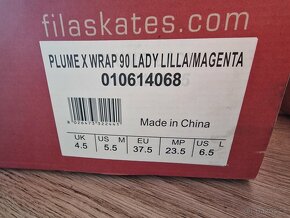 filaskates.com
PLUME X WRAP 90 LADY LILLA/MAGENTA
010614068
Made in China
UK US M EU MP US L
4.5 5.5 37.5 23.5 6.5